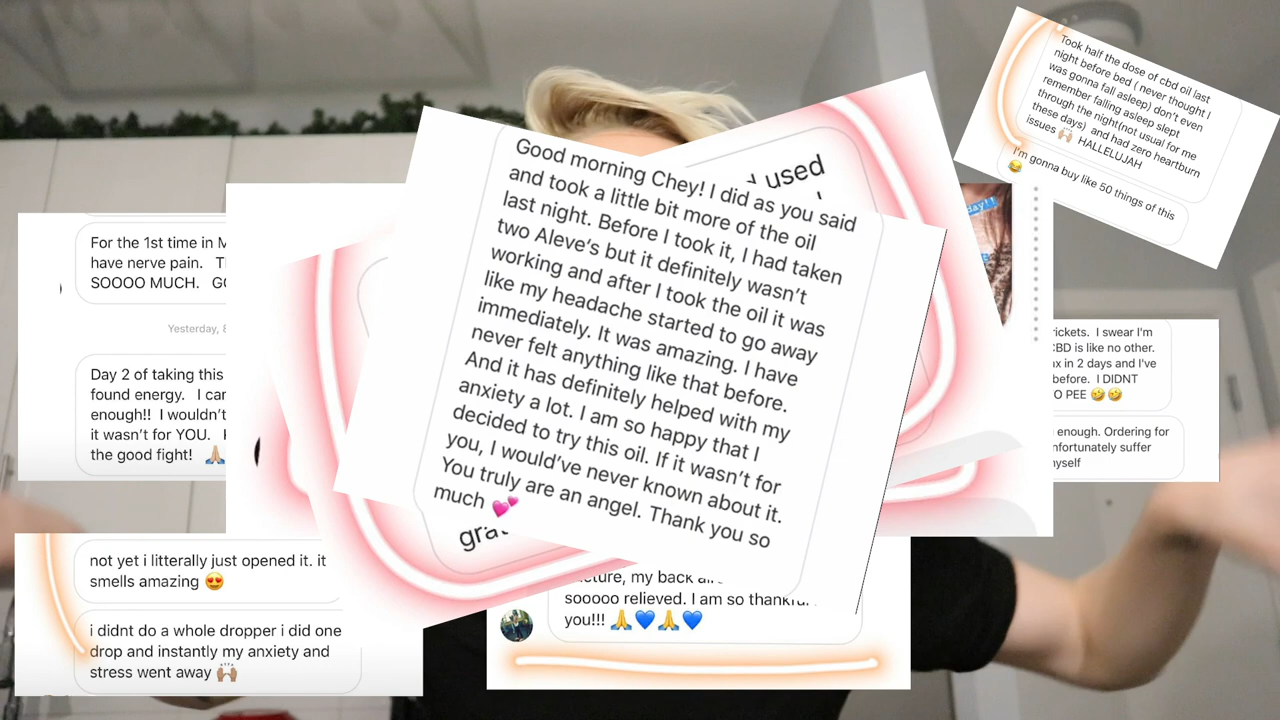 Took half the dose of cbd oil last
night before bed ( never thought I
was gonna fall asleep) don't even
remember falling asleep slept
through the night(not usual for me
these days) and had zero heartburn
issues 🙌🏼 HALLELUJAH
I'm gonna buy like 50 things of this
😂
used
Good morning Chey! I did as you said
and took a little bit more of the oil
last night. Before I took it, I had taken
two Aleve's but it definitely wasn't
working and after I took the oil it was
like my headache started to go away
immediately. It was amazing. I have
never felt anything like that before.
And it has definitely helped with my
anxiety a lot. I am so happy that I
decided to try this oil. If it wasn't for
you, I would've never known about it.
You truly are an angel. Thank you so
much 💕
For the 1st time in
have nerve pain.
SOOOO MUCH.
Yesterday,
Day 2 of taking this
found energy. I
enough!! I wouldn't
it wasn't for YOU.
the good fight! 🙏🏼
I swear I'm
CBD is like no other.
in 2 days and I've
before. I DIDNT
PEE 🤣🤣
enough. Ordering for
suffer
not yet i litterally just opened it. it
smells amazing 😍
i didnt do a whole dropper i did one
drop and instantly my anxiety and
stress went away 🙌🏽
my back
sooooo relieved. I am so
you!!! 🙏💙🙏💙